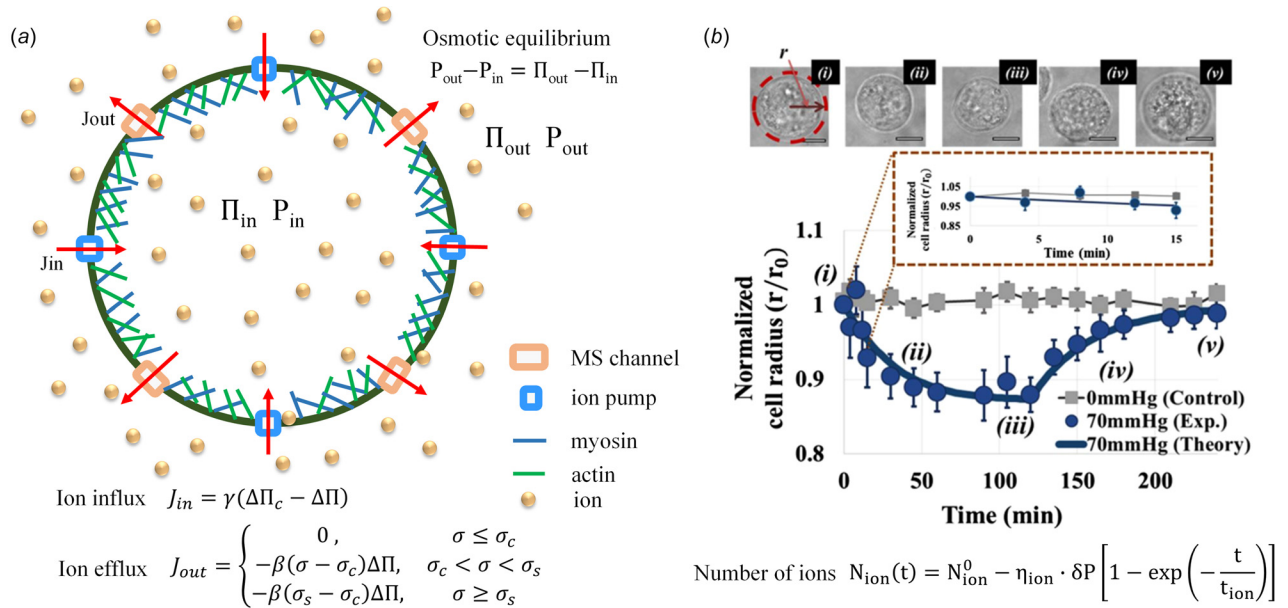 (a)
Osmotic equilibrium
P_out−P_in = Π_out −Π_in
Jout
Π_out P_out
Π_in P_in
Jin
MS channel
ion pump
myosin
actin
ion
Ion influx J_in = γ(ΔΠ_c − ΔΠ)
Ion efflux J_out = { 0 , σ ≤ σ_c
−β(σ − σ_c)ΔΠ, σ_c < σ < σ_s
−β(σ_s − σ_c)ΔΠ, σ ≥ σ_s
(b)
r
(i)
(ii)
(iii)
(iv)
(v)
Normalized
cell radius (r/r₀)
1.05
0.95
0.85
0
5
10
15
Time (min)
Normalized
cell radius (r/r₀)
1.1
1
0.9
0.8
(i)
(ii)
(iii)
(iv)
(v)
0mmHg (Control)
70mmHg (Exp.)
70mmHg (Theory)
0
50
100
150
200
Time (min)
Number of ions N_ion(t) = N⁰_ion − η_ion · δP [1 − exp (− t/t_ion)]